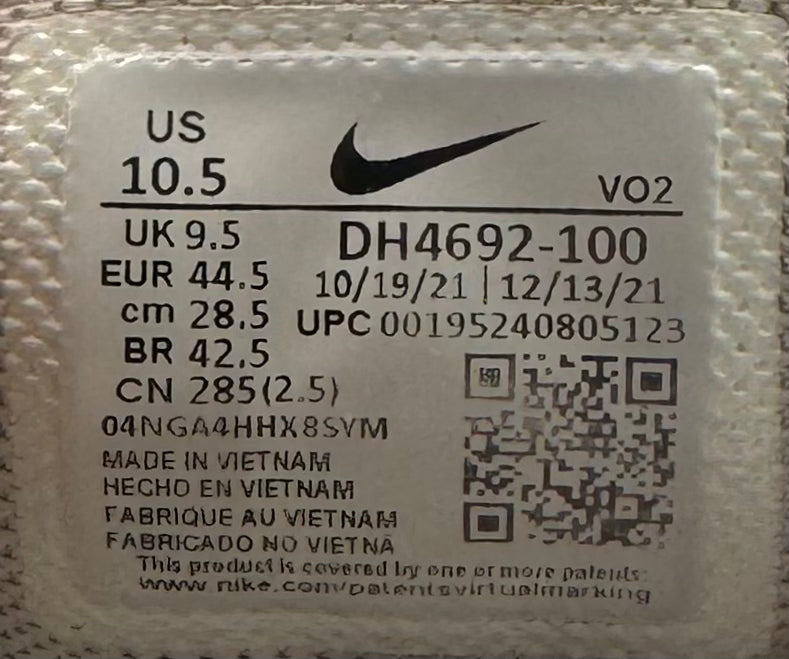 US
10.5
VO2
UK 9.5
EUR 44.5
cm 28.5
BR 42.5
CN 285(2.5)
DH4692-100
10/19/21 | 12/13/21
UPC 00195240805123
04NGA4HHX8SYM
MADE IN VIETNAM
HECHO EN VIETNAM
FABRIQUE AU VIETNAM
FABRICADO NO VIETNÃ
This product is covered by one or more patents:
www.nike.com/patentsvirtualmarking